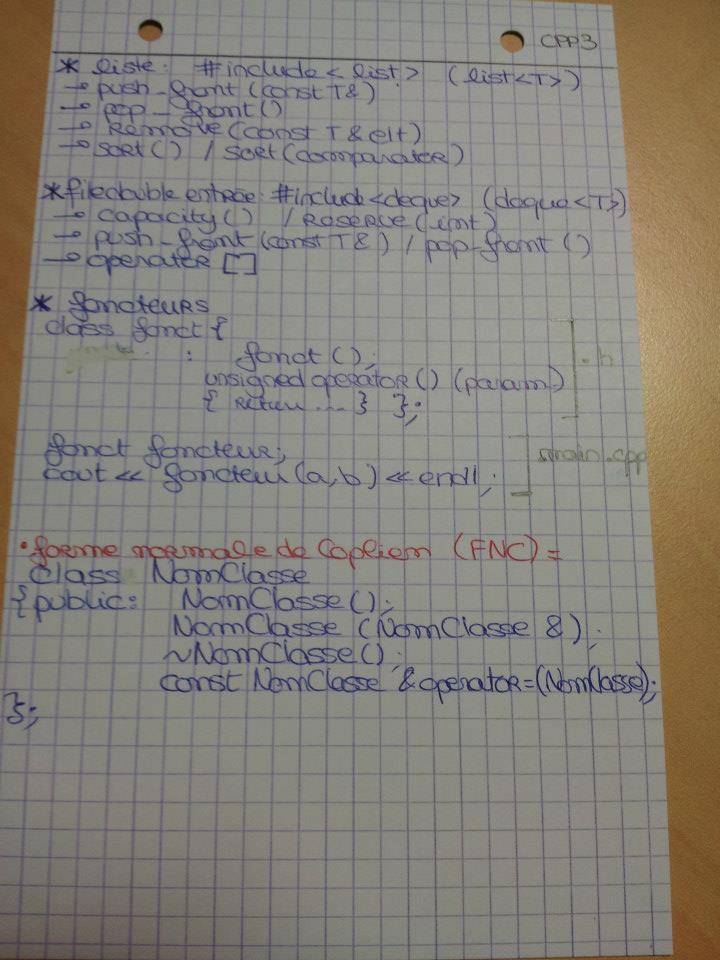 CPP3
* liste: #include <list> (list<T>)
→ push_front (const T&)
→ pop_front()
→ Remove (const T & elt)
→ sort() / sort(comparator)
* file double entrée: #include <deque> (deque<T>)
→ capacity() / Reserve (int)
→ push_front (const T&) / pop_front ()
→ operator []
* foncteurs
class fonct {
: fonct ();
unsigned operator() (param)
{ return ... } };
.h
fonct foncteur;
cout << foncteur (a,b) << endl;
main.cpp
• forme normale de Coplien (FNC) =
Class NomClasse
{ public: NomClasse ();
NomClasse (NomClasse &);
~NomClasse();
const NomClasse & operator=(NomClasse);
};